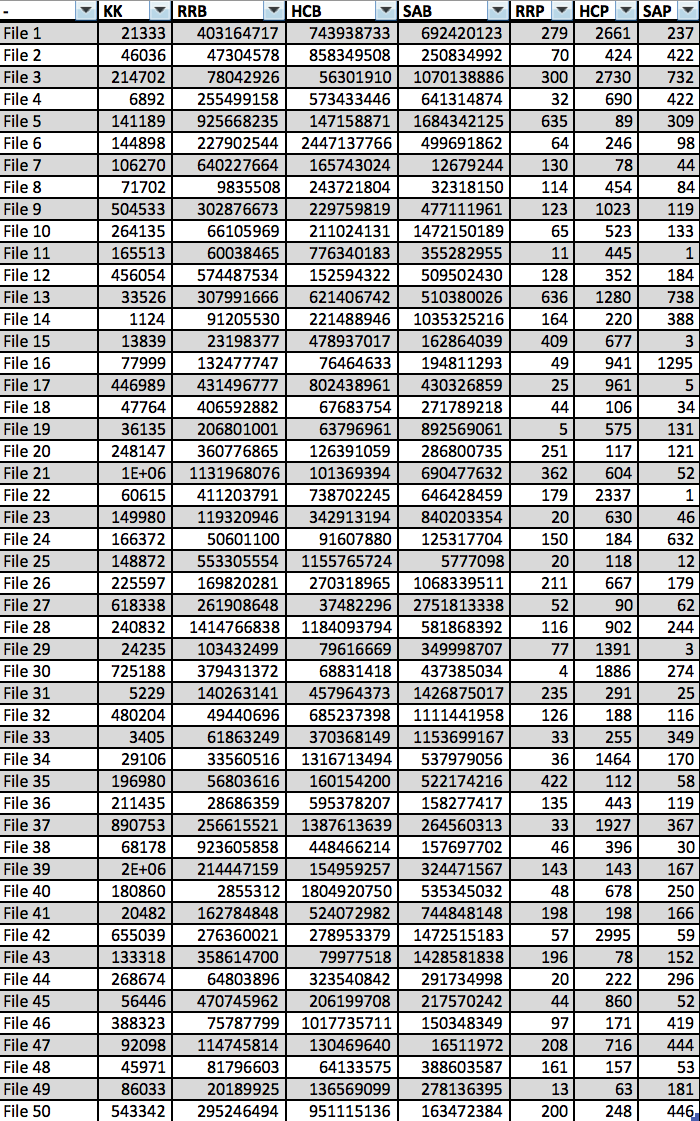 - KK RRB HCB SAB RRP HCP SAP
File 1 21333 403164717 743938733 692420123 279 2661 237
File 2 46036 47304578 858349508 250834992 70 424 422
File 3 214702 78042926 56301910 1070138886 300 2730 732
File 4 6892 255499158 573433446 641314874 32 690 422
File 5 141189 925668235 147158871 1684342125 635 89 309
File 6 144898 227902544 2447137766 499691862 64 246 98
File 7 106270 640227664 165743024 12679244 130 78 44
File 8 71702 9835508 243721804 32318150 114 454 84
File 9 504533 302876673 229759819 477111961 123 1023 119
File 10 264135 66105969 211024131 1472150189 65 523 133
File 11 165513 60038465 776340183 355282955 11 445 1
File 12 456054 574487534 152594322 509502430 128 352 184
File 13 33526 307991666 621406742 510380026 636 1280 738
File 14 1124 91205530 221488946 1035325216 164 220 388
File 15 13839 23198377 478937017 162864039 409 677 3
File 16 77999 132477747 76464633 194811293 49 941 1295
File 17 446989 431496777 802438961 430326859 25 961 5
File 18 47764 406592882 67683754 271789218 44 106 34
File 19 36135 206801001 63796961 892569061 5 575 131
File 20 248147 360776865 126391059 286800735 251 117 121
File 21 1E+06 1131968076 101369394 690477632 362 604 52
File 22 60615 411203791 738702245 646428459 179 2337 1
File 23 149980 119320946 342913194 840203354 20 630 46
File 24 166372 50601100 91607880 125317704 150 184 632
File 25 148872 553305554 1155765724 5777098 20 118 12
File 26 225597 169820281 270318965 1068339511 211 667 179
File 27 618338 261908648 37482296 2751813338 52 90 62
File 28 240832 1414766838 1184093794 581868392 116 902 244
File 29 24235 103432499 79616669 349998707 77 1391 3
File 30 725188 379431372 68831418 437385034 4 1886 274
File 31 5229 140263141 457964373 1426875017 235 291 25
File 32 480204 49440696 685237398 1111441958 126 188 116
File 33 3405 61863249 370368149 1153699167 33 255 349
File 34 29106 33560516 1316713494 537979056 36 1464 170
File 35 196980 56803616 160154200 522174216 422 112 58
File 36 211435 28686359 595378207 158277417 135 443 119
File 37 890753 256615521 1387613639 264560313 33 1927 367
File 38 68178 923605858 448466214 157697702 46 396 30
File 39 2E+06 214447159 154959257 324471567 143 143 167
File 40 180860 2855312 1804920750 535345032 48 678 250
File 41 20482 162784848 524072982 744848148 198 198 166
File 42 655039 276360021 278953379 1472515183 57 2995 59
File 43 133318 358614700 79977518 1428581838 196 78 152
File 44 268674 64803896 323540842 291734998 20 222 296
File 45 56446 470745962 206199708 217570242 44 860 52
File 46 388323 75787799 1017735711 150348349 97 171 419
File 47 92098 114745814 130469640 16511972 208 716 444
File 48 45971 81796603 64133575 388603587 161 157 53
File 49 86033 20189925 136569099 278136395 13 63 181
File 50 543342 295246494 951115136 163472384 200 248 446